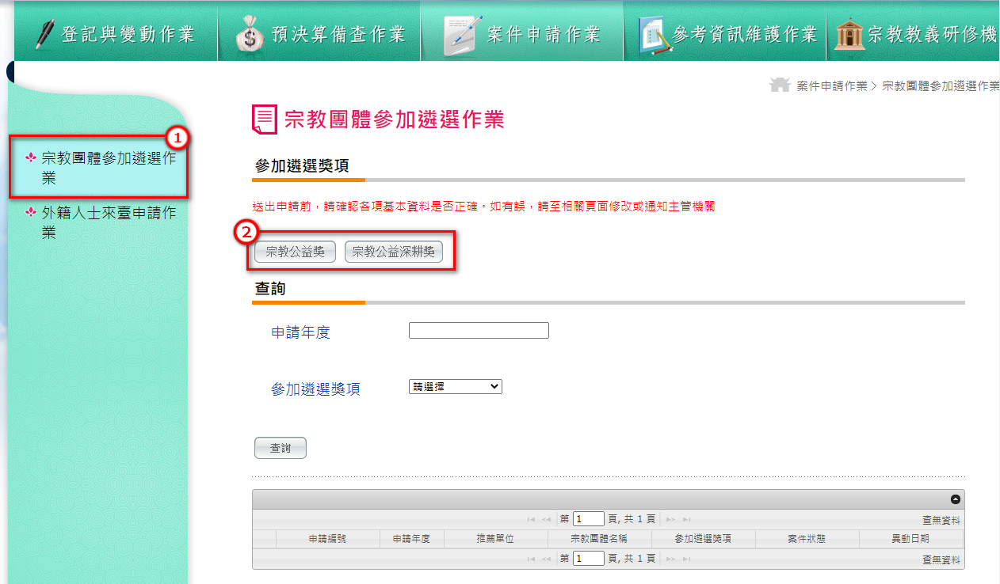 登記與變動作業
預決算備查作業
案件申請作業
參考資訊維護作業
宗教教義研修機
案件申請作業 > 宗教團體參加遴選作業
1
宗教團體參加遴選作
業
外籍人士來臺申請作
業
宗教團體參加遴選作業
參加遴選獎項
送出申請前，請確認各項基本資料是否正確。如有誤，請至相關頁面修改或通知主管機關
2
宗教公益獎
宗教公益深耕獎
查詢
申請年度
參加遴選獎項
請選擇
查詢
第 1 頁, 共 1 頁
查無資料
申請編號 申請年度 推薦單位 宗教團體名稱 參加遴選獎項 案件狀態 異動日期
第 1 頁, 共 1 頁
查無資料